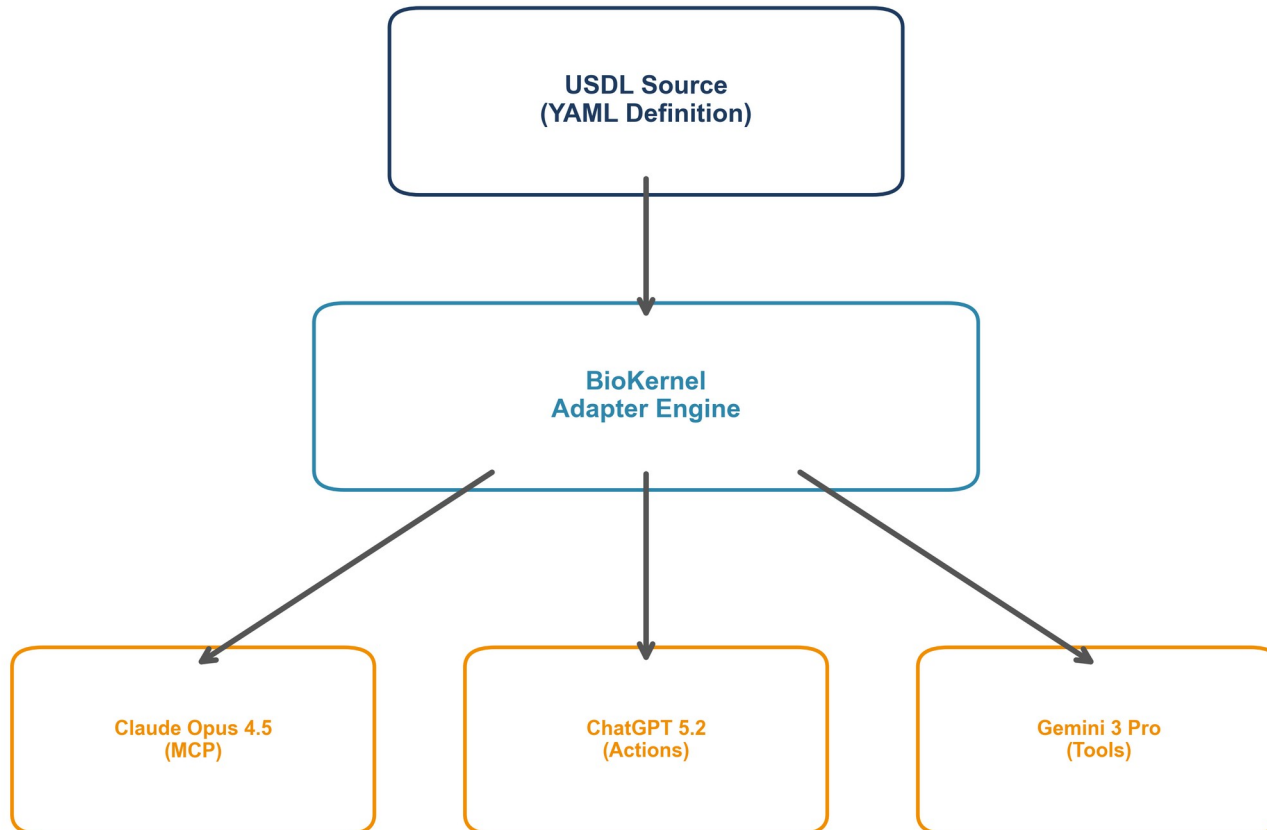 USDL Source
(YAML Definition)
BioKernel
Adapter Engine
Claude Opus 4.5
(MCP)
ChatGPT 5.2
(Actions)
Gemini 3 Pro
(Tools)